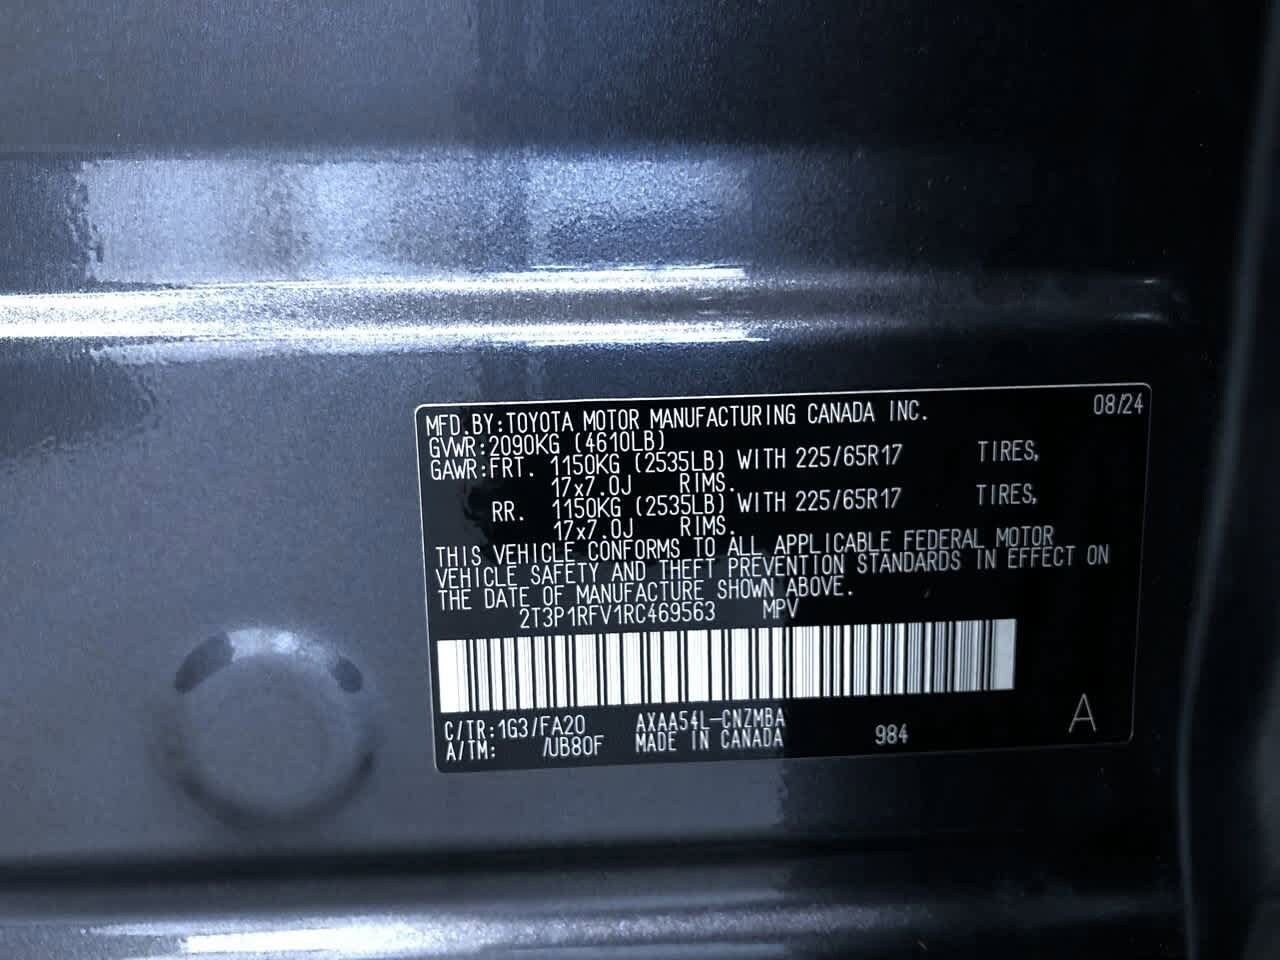 MFD.BY:TOYOTA MOTOR MANUFACTURING CANADA INC. 08/24
GVWR:2090KG (4610LB)
GAWR:FRT. 1150KG (2535LB) WITH 225/65R17 TIRES,
17x7.0J RIMS.
RR. 1150KG (2535LB) WITH 225/65R17 TIRES,
17x7.0J RIMS.
THIS VEHICLE CONFORMS TO ALL APPLICABLE FEDERAL MOTOR
VEHICLE SAFETY AND THEFT PREVENTION STANDARDS IN EFFECT ON
THE DATE OF MANUFACTURE SHOWN ABOVE.
2T3P1RFV1RC469563 MPV
C/TR:1G3/FA20 AXAA54L-CNZMBA
A/TM: /UB80F MADE IN CANADA 984 A